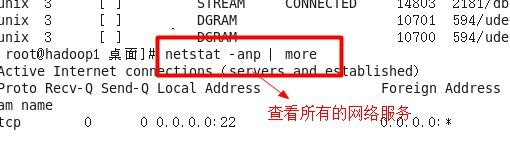 unix 3 [ ] STREAM CONNECTED 14803 2181/db
unix 3 [ ] DGRAM 10701 594/ude
unix 3 [ ] DGRAM 10700 594/ude
root@hadoop1 桌面]# netstat -anp | more
Active Internet connections (servers and established)
Proto Recv-Q Send-Q Local Address Foreign Address
am name
tcp 0 0 0.0.0.0:22 0.0.0.0:*
查看所有的网络服务